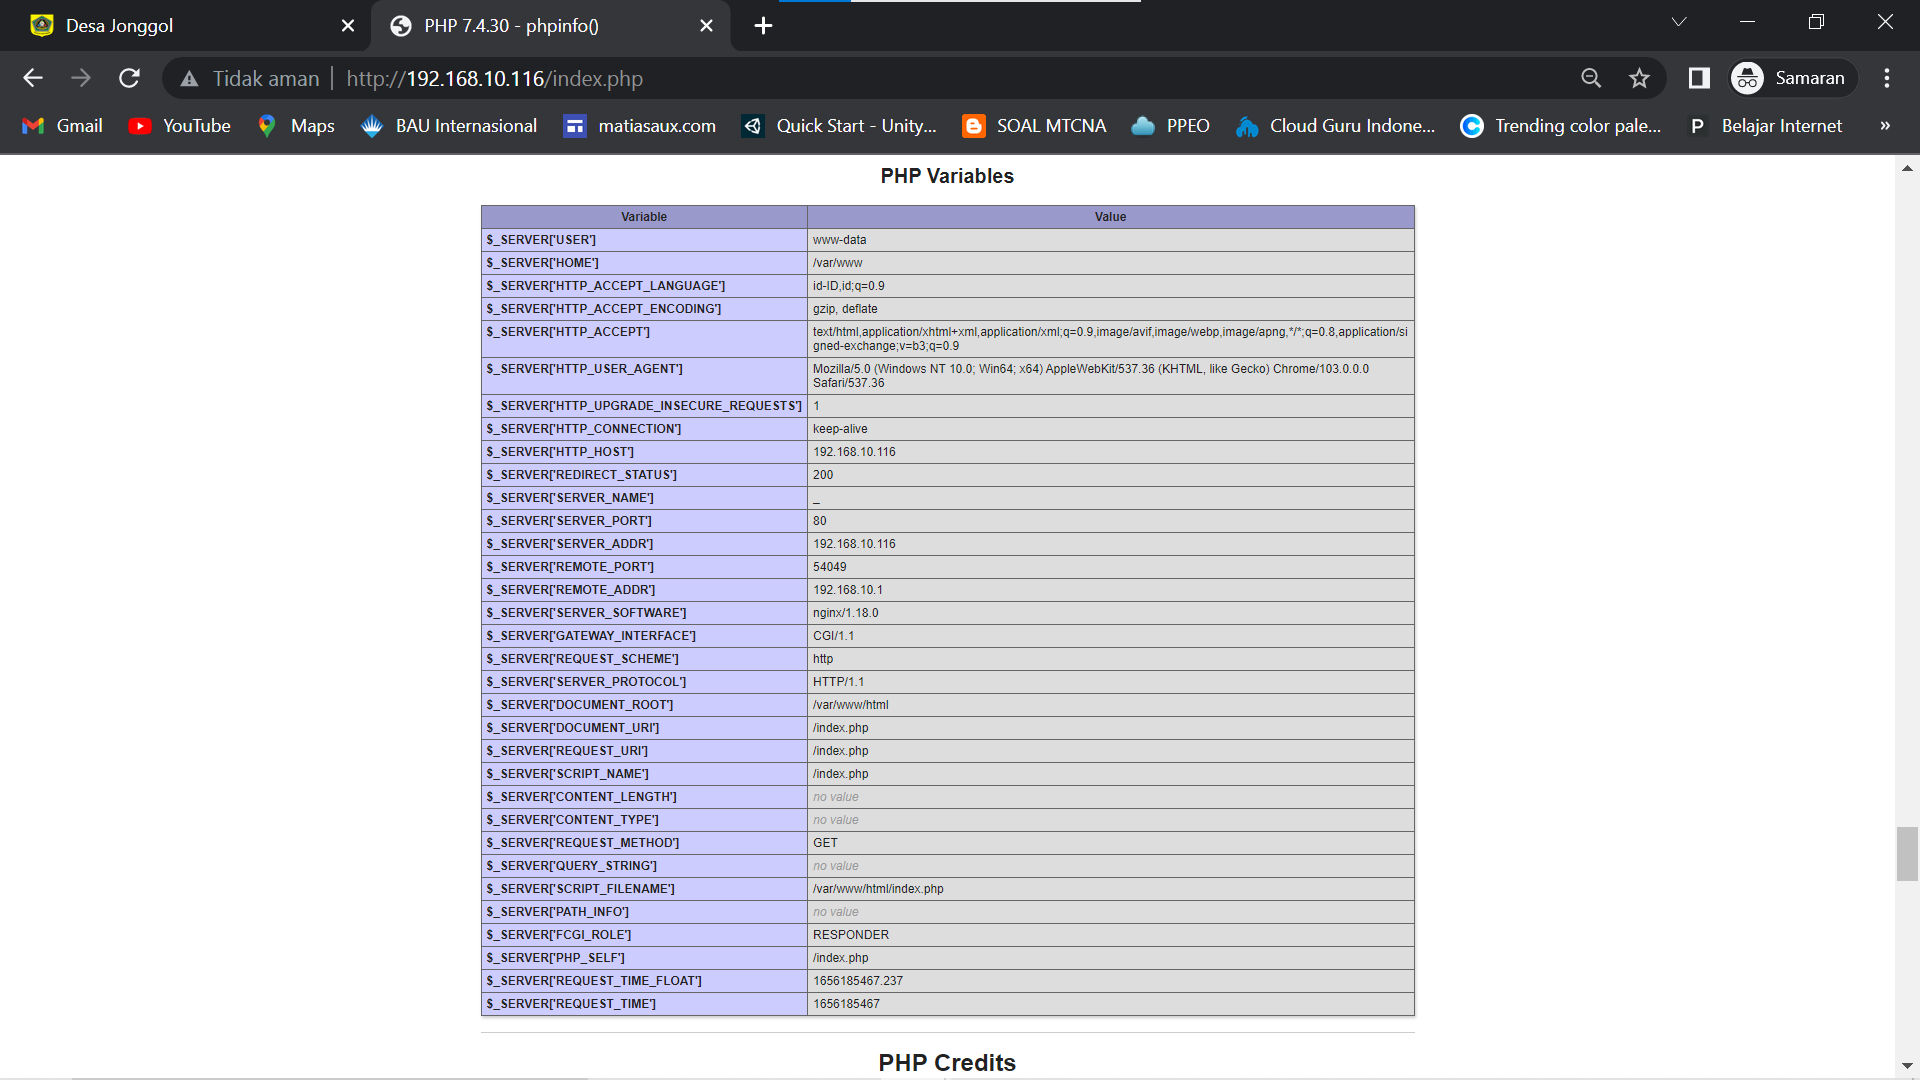 Desa Jonggol
PHP 7.4.30 - phpinfo()
Tidak aman
http://192.168.10.116/index.php
Samaran
Gmail
YouTube
Maps
BAU Internasional
matiasaux.com
Quick Start - Unity...
SOAL MTCNA
PPEO
Cloud Guru Indone...
Trending color pale...
P Belajar Internet
»
PHP Variables
Variable Value
$_SERVER['USER'] www-data
$_SERVER['HOME'] /var/www
$_SERVER['HTTP_ACCEPT_LANGUAGE'] id-ID,id;q=0.9
$_SERVER['HTTP_ACCEPT_ENCODING'] gzip, deflate
$_SERVER['HTTP_ACCEPT'] text/html,application/xhtml+xml,application/xml;q=0.9,image/avif,image/webp,image/apng,*/*;q=0.8,application/si
gned-exchange;v=b3;q=0.9
$_SERVER['HTTP_USER_AGENT'] Mozilla/5.0 (Windows NT 10.0; Win64; x64) AppleWebKit/537.36 (KHTML, like Gecko) Chrome/103.0.0.0
Safari/537.36
$_SERVER['HTTP_UPGRADE_INSECURE_REQUESTS'] 1
$_SERVER['HTTP_CONNECTION'] keep-alive
$_SERVER['HTTP_HOST'] 192.168.10.116
$_SERVER['REDIRECT_STATUS'] 200
$_SERVER['SERVER_NAME'] _
$_SERVER['SERVER_PORT'] 80
$_SERVER['SERVER_ADDR'] 192.168.10.116
$_SERVER['REMOTE_PORT'] 54049
$_SERVER['REMOTE_ADDR'] 192.168.10.1
$_SERVER['SERVER_SOFTWARE'] nginx/1.18.0
$_SERVER['GATEWAY_INTERFACE'] CGI/1.1
$_SERVER['REQUEST_SCHEME'] http
$_SERVER['SERVER_PROTOCOL'] HTTP/1.1
$_SERVER['DOCUMENT_ROOT'] /var/www/html
$_SERVER['DOCUMENT_URI'] /index.php
$_SERVER['REQUEST_URI'] /index.php
$_SERVER['SCRIPT_NAME'] /index.php
$_SERVER['CONTENT_LENGTH'] no value
$_SERVER['CONTENT_TYPE'] no value
$_SERVER['REQUEST_METHOD'] GET
$_SERVER['QUERY_STRING'] no value
$_SERVER['SCRIPT_FILENAME'] /var/www/html/index.php
$_SERVER['PATH_INFO'] no value
$_SERVER['FCGI_ROLE'] RESPONDER
$_SERVER['PHP_SELF'] /index.php
$_SERVER['REQUEST_TIME_FLOAT'] 1656185467.237
$_SERVER['REQUEST_TIME'] 1656185467
PHP Credits